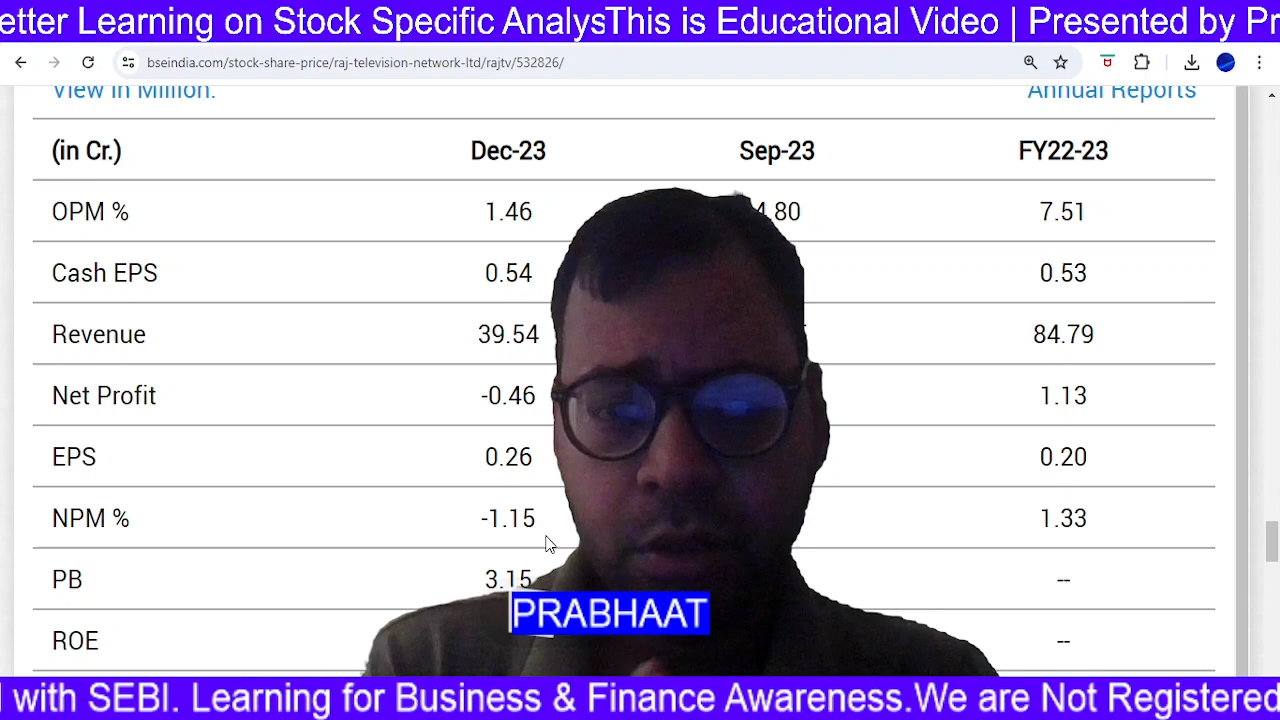 etter Learning on Stock Specific AnalysThis is Educational Video | Presented by Pr
bseindia.com/stock-share-price/raj-television-network-ltd/rajtv/532826/
View in Million. Annual Reports
(in Cr.) Dec-23 Sep-23 FY22-23
OPM % 1.46 4.80 7.51
Cash EPS 0.54 0.53
Revenue 39.54 84.79
Net Profit -0.46 1.13
EPS 0.26 0.20
NPM % -1.15 1.33
PB 3.15 --
PRABHAAT
ROE --
with SEBI. Learning for Business & Finance Awareness.We are Not Registered